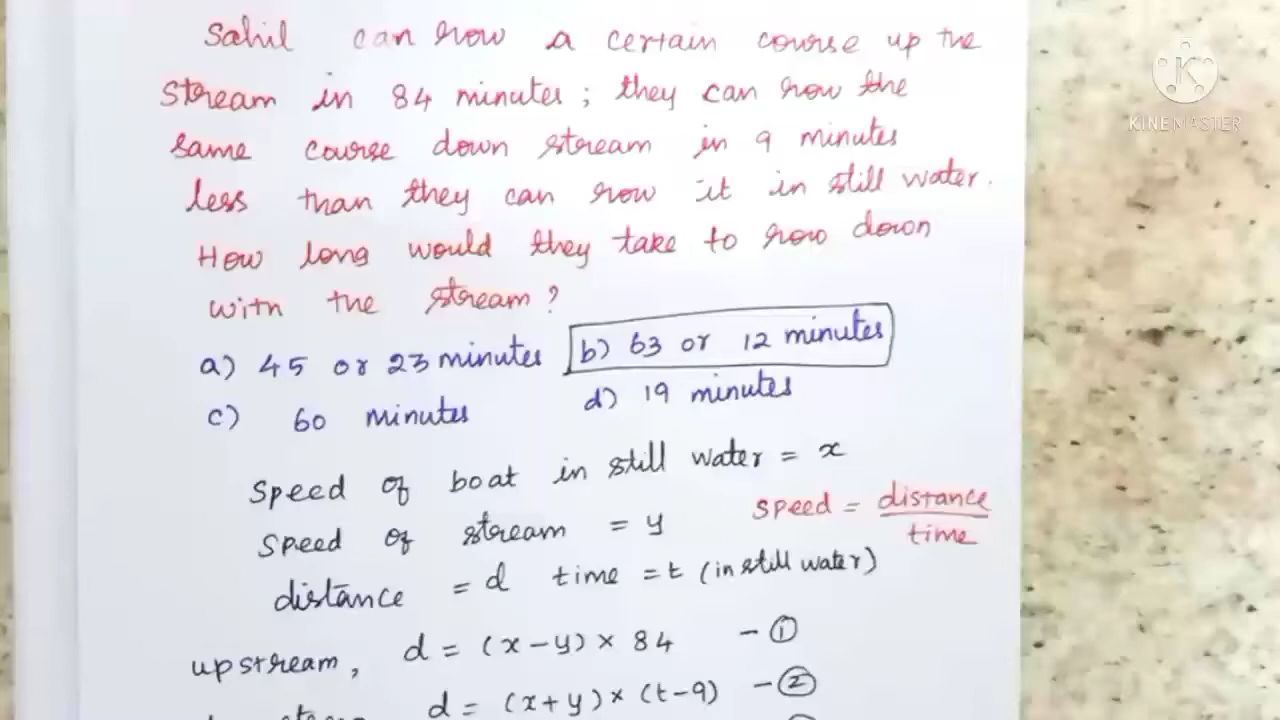 Sahil can row a certain course up the
stream in 84 minutes; they can row the
same course down stream in 9 minutes
less than they can row it in still water.
How long would they take to row down
with the stream?
a) 45 or 23 minutes b) 63 or 12 minutes
c) 60 minutes d) 19 minutes
Speed of boat in still water = x
Speed of stream = y
speed = distance / time
distance = d time = t (in still water)
upstream, d = (x-y) × 84 - ①
d = (x+y) × (t-9) - ②
KINEMASTER